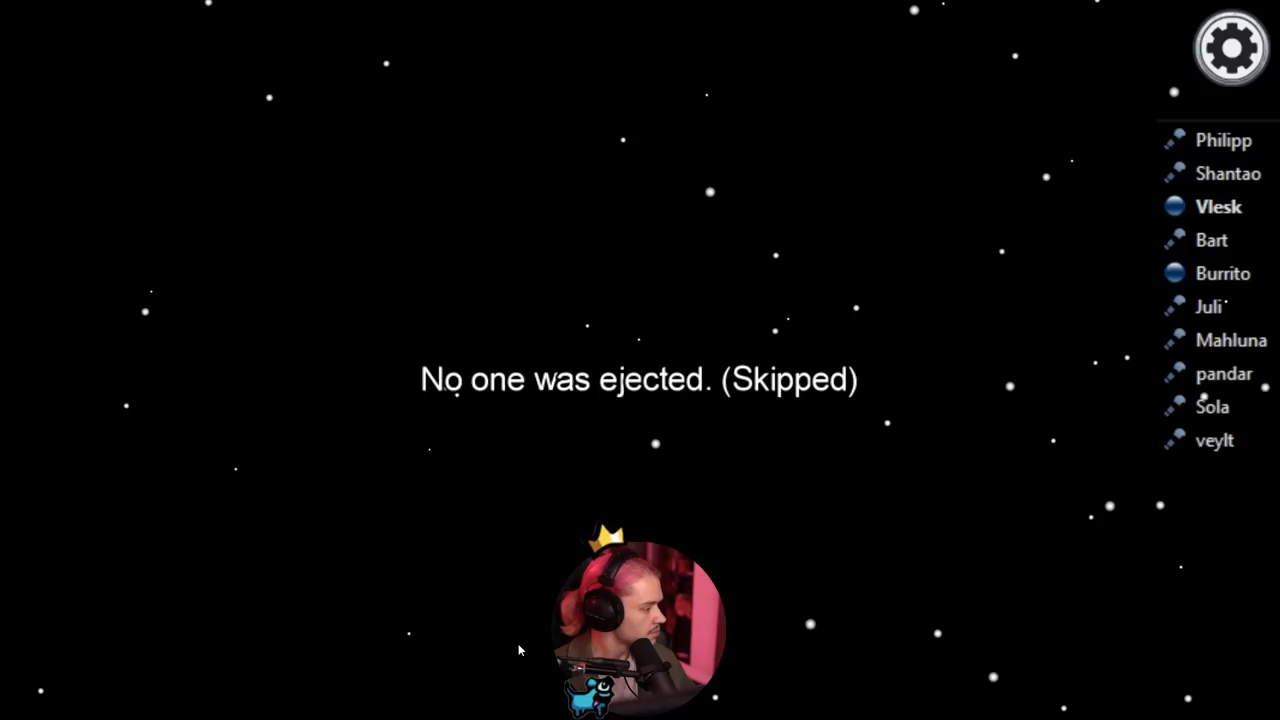 Philipp
Shantao
Vlesk
Bart
Burrito
Juli
Mahluna
pandar
Sola
veylt
No one was ejected. (Skipped)